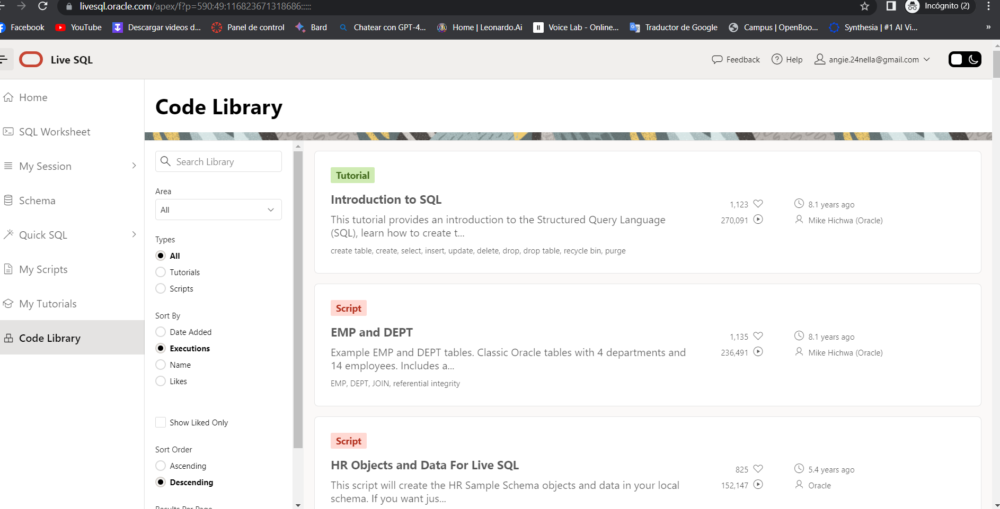 livesql.oracle.com/apex/f?p=590:49:116823671318686:::::
Incógnito (2)
Facebook
YouTube
Descargar videos d...
Panel de control
Bard
Chatear con GPT-4...
Home | Leonardo.Ai
Voice Lab - Online...
Traductor de Google
Campus | OpenBoo...
Synthesia | #1 AI Vi...
»
Live SQL
Feedback
Help
angie.24nella@gmail.com
Home
SQL Worksheet
My Session
Schema
Quick SQL
My Scripts
My Tutorials
Code Library
Code Library
Search Library
Area
All
Types
All
Tutorials
Scripts
Sort By
Date Added
Executions
Name
Likes
Show Liked Only
Sort Order
Ascending
Descending
Results Per Page
Tutorial
Introduction to SQL
This tutorial provides an introduction to the Structured Query Language
(SQL), learn how to create t...
create table, create, select, insert, update, delete, drop, drop table, recycle bin, purge
1,123
270,091
8.1 years ago
Mike Hichwa (Oracle)
Script
EMP and DEPT
Example EMP and DEPT tables. Classic Oracle tables with 4 departments and
14 employees. Includes a...
EMP, DEPT, JOIN, referential integrity
1,135
236,491
8.1 years ago
Mike Hichwa (Oracle)
Script
HR Objects and Data For Live SQL
This script will create the HR Sample Schema objects and data in your local
schema. If you want jus...
825
152,147
5.4 years ago
Oracle